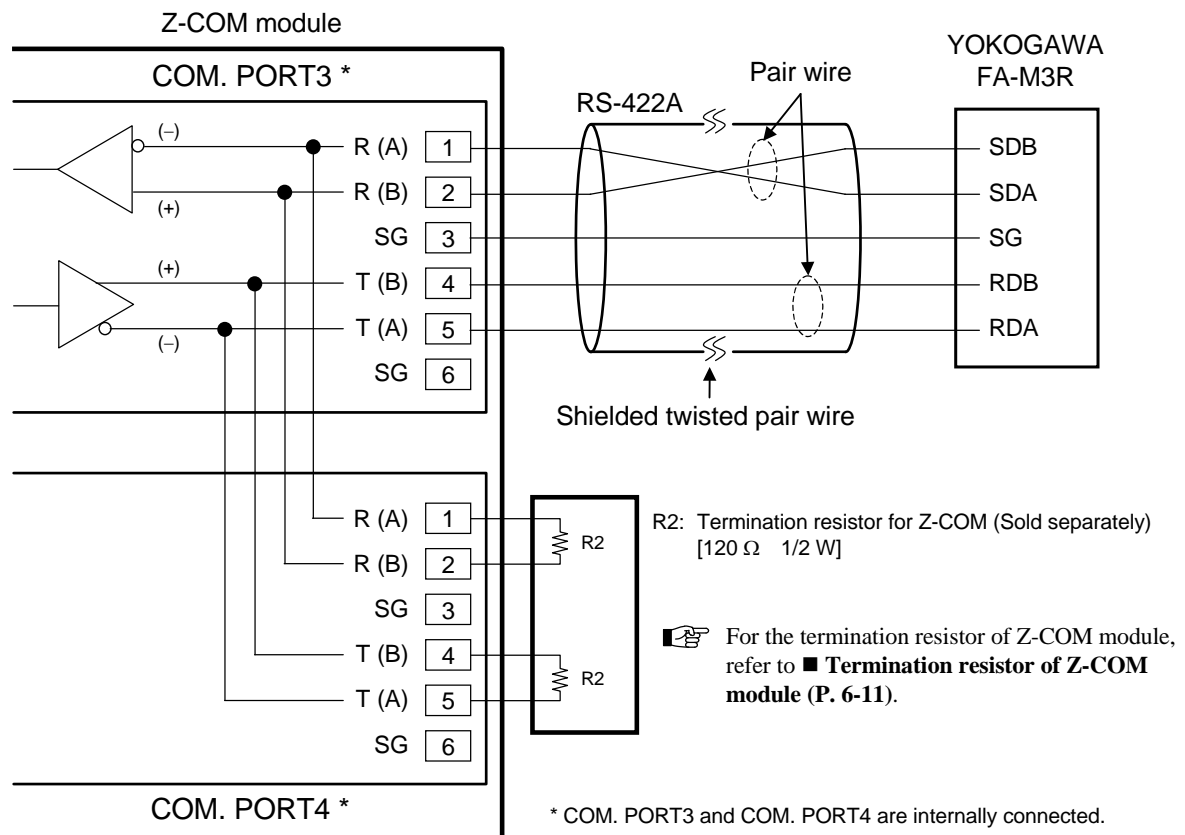 Z-COM module
COM. PORT3 *
YOKOGAWA
FA-M3R
Pair wire
RS-422A
(–)
R (A) 1
SDB
R (B) 2
SDA
(+)
SG 3
SG
(+)
T (B) 4
RDB
T (A) 5
RDA
(–)
SG 6
Shielded twisted pair wire
R (A) 1
R2
R (B) 2
SG 3
T (B) 4
R2
T (A) 5
SG 6
R2: Termination resistor for Z-COM (Sold separately)
[120 Ω 1/2 W]
For the termination resistor of Z-COM module,
refer to ■ Termination resistor of Z-COM
module (P. 6-11).
COM. PORT4 *
* COM. PORT3 and COM. PORT4 are internally connected.